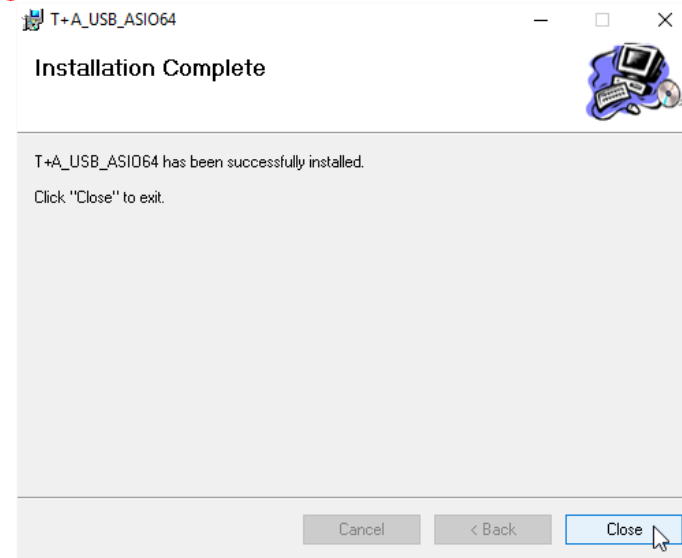 T+A_USB_ASIO64
Installation Complete
T+A_USB_ASIO64 has been successfully installed.
Click "Close" to exit.
Cancel
< Back
Close